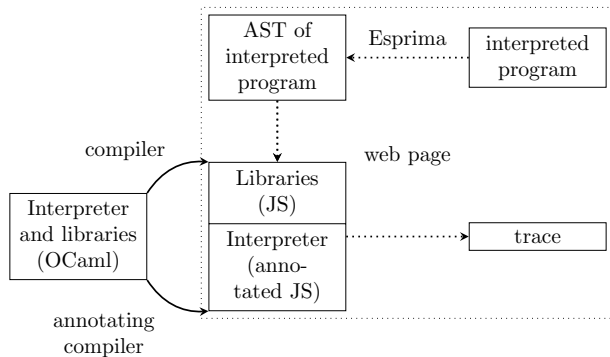 AST of
interpreted
program
Esprima
interpreted
program
compiler
web page
Libraries
(JS)
Interpreter
and libraries
(OCaml)
Interpreter
(anno-
tated JS)
trace
annotating
compiler